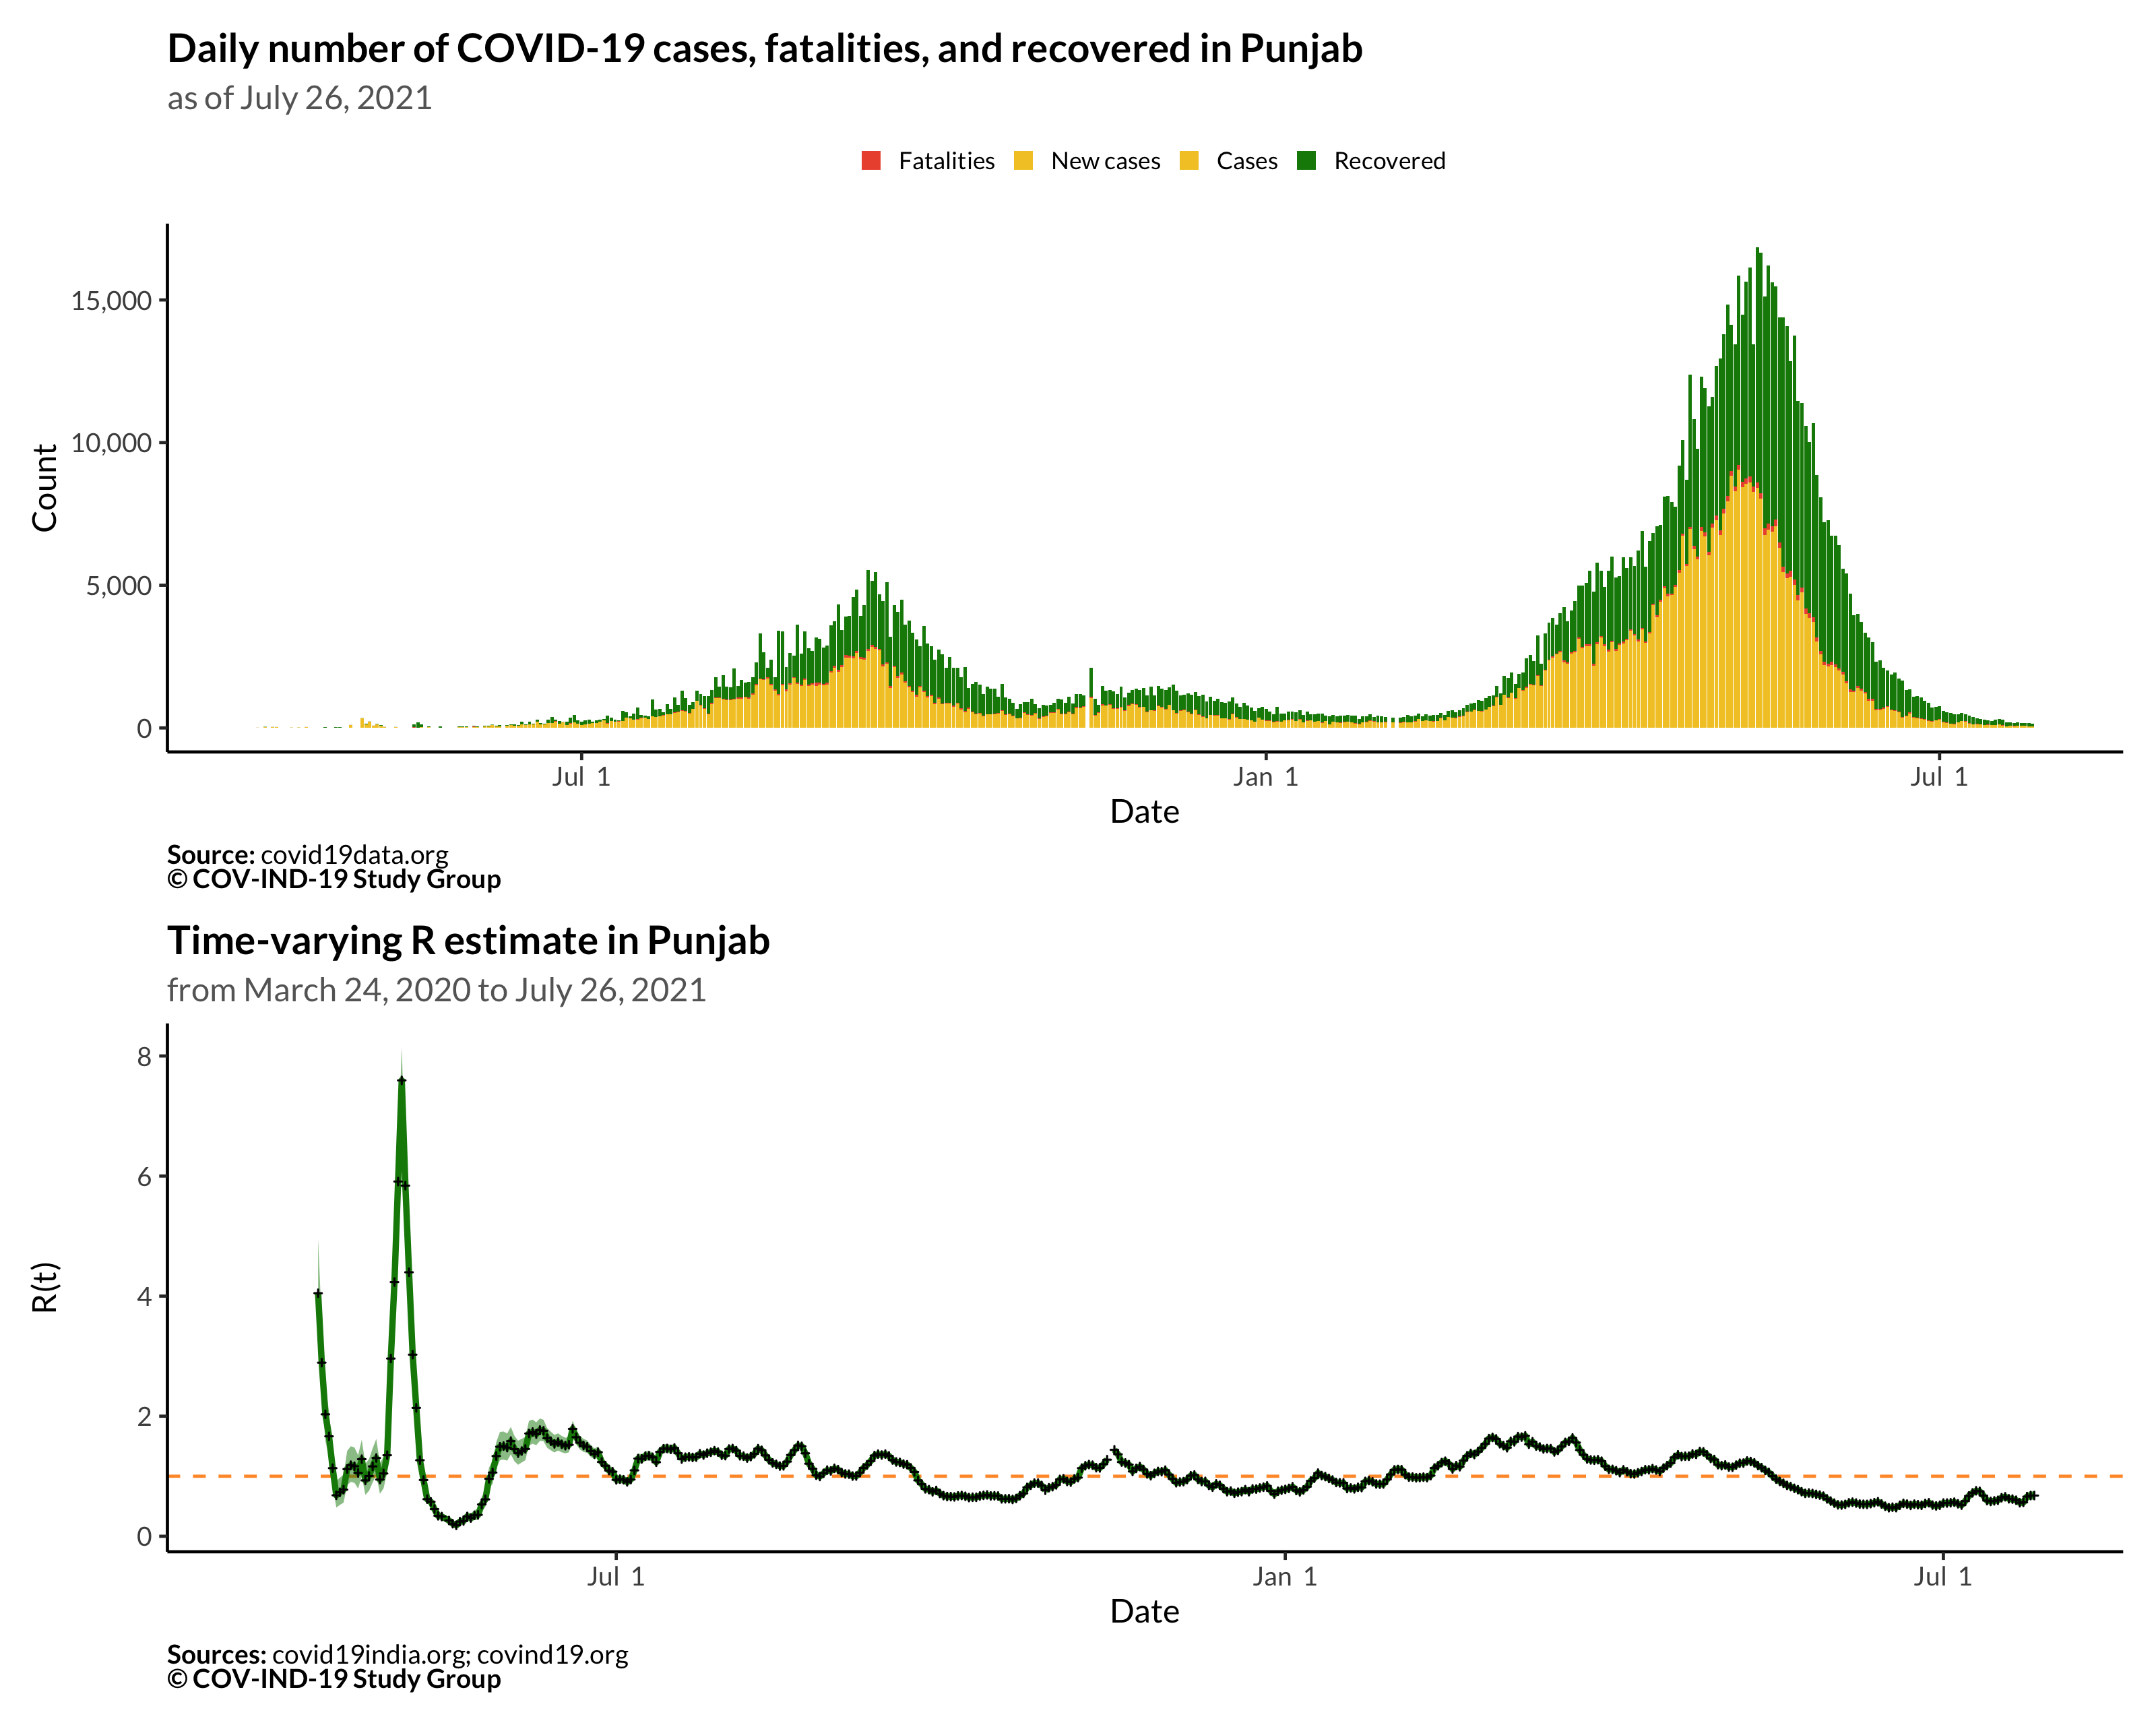 Daily number of COVID-19 cases, fatalities, and recovered in Punjab
as of July 26, 2021
Fatalities New cases Cases Recovered
15,000
10,000
5,000
0
Count
Jul 1 Jan 1 Jul 1
Date
Source: covid19data.org
© COV-IND-19 Study Group
Time-varying R estimate in Punjab
from March 24, 2020 to July 26, 2021
8
6
4
2
0
R(t)
Jul 1 Jan 1 Jul 1
Date
Sources: covid19india.org; covind19.org
© COV-IND-19 Study Group